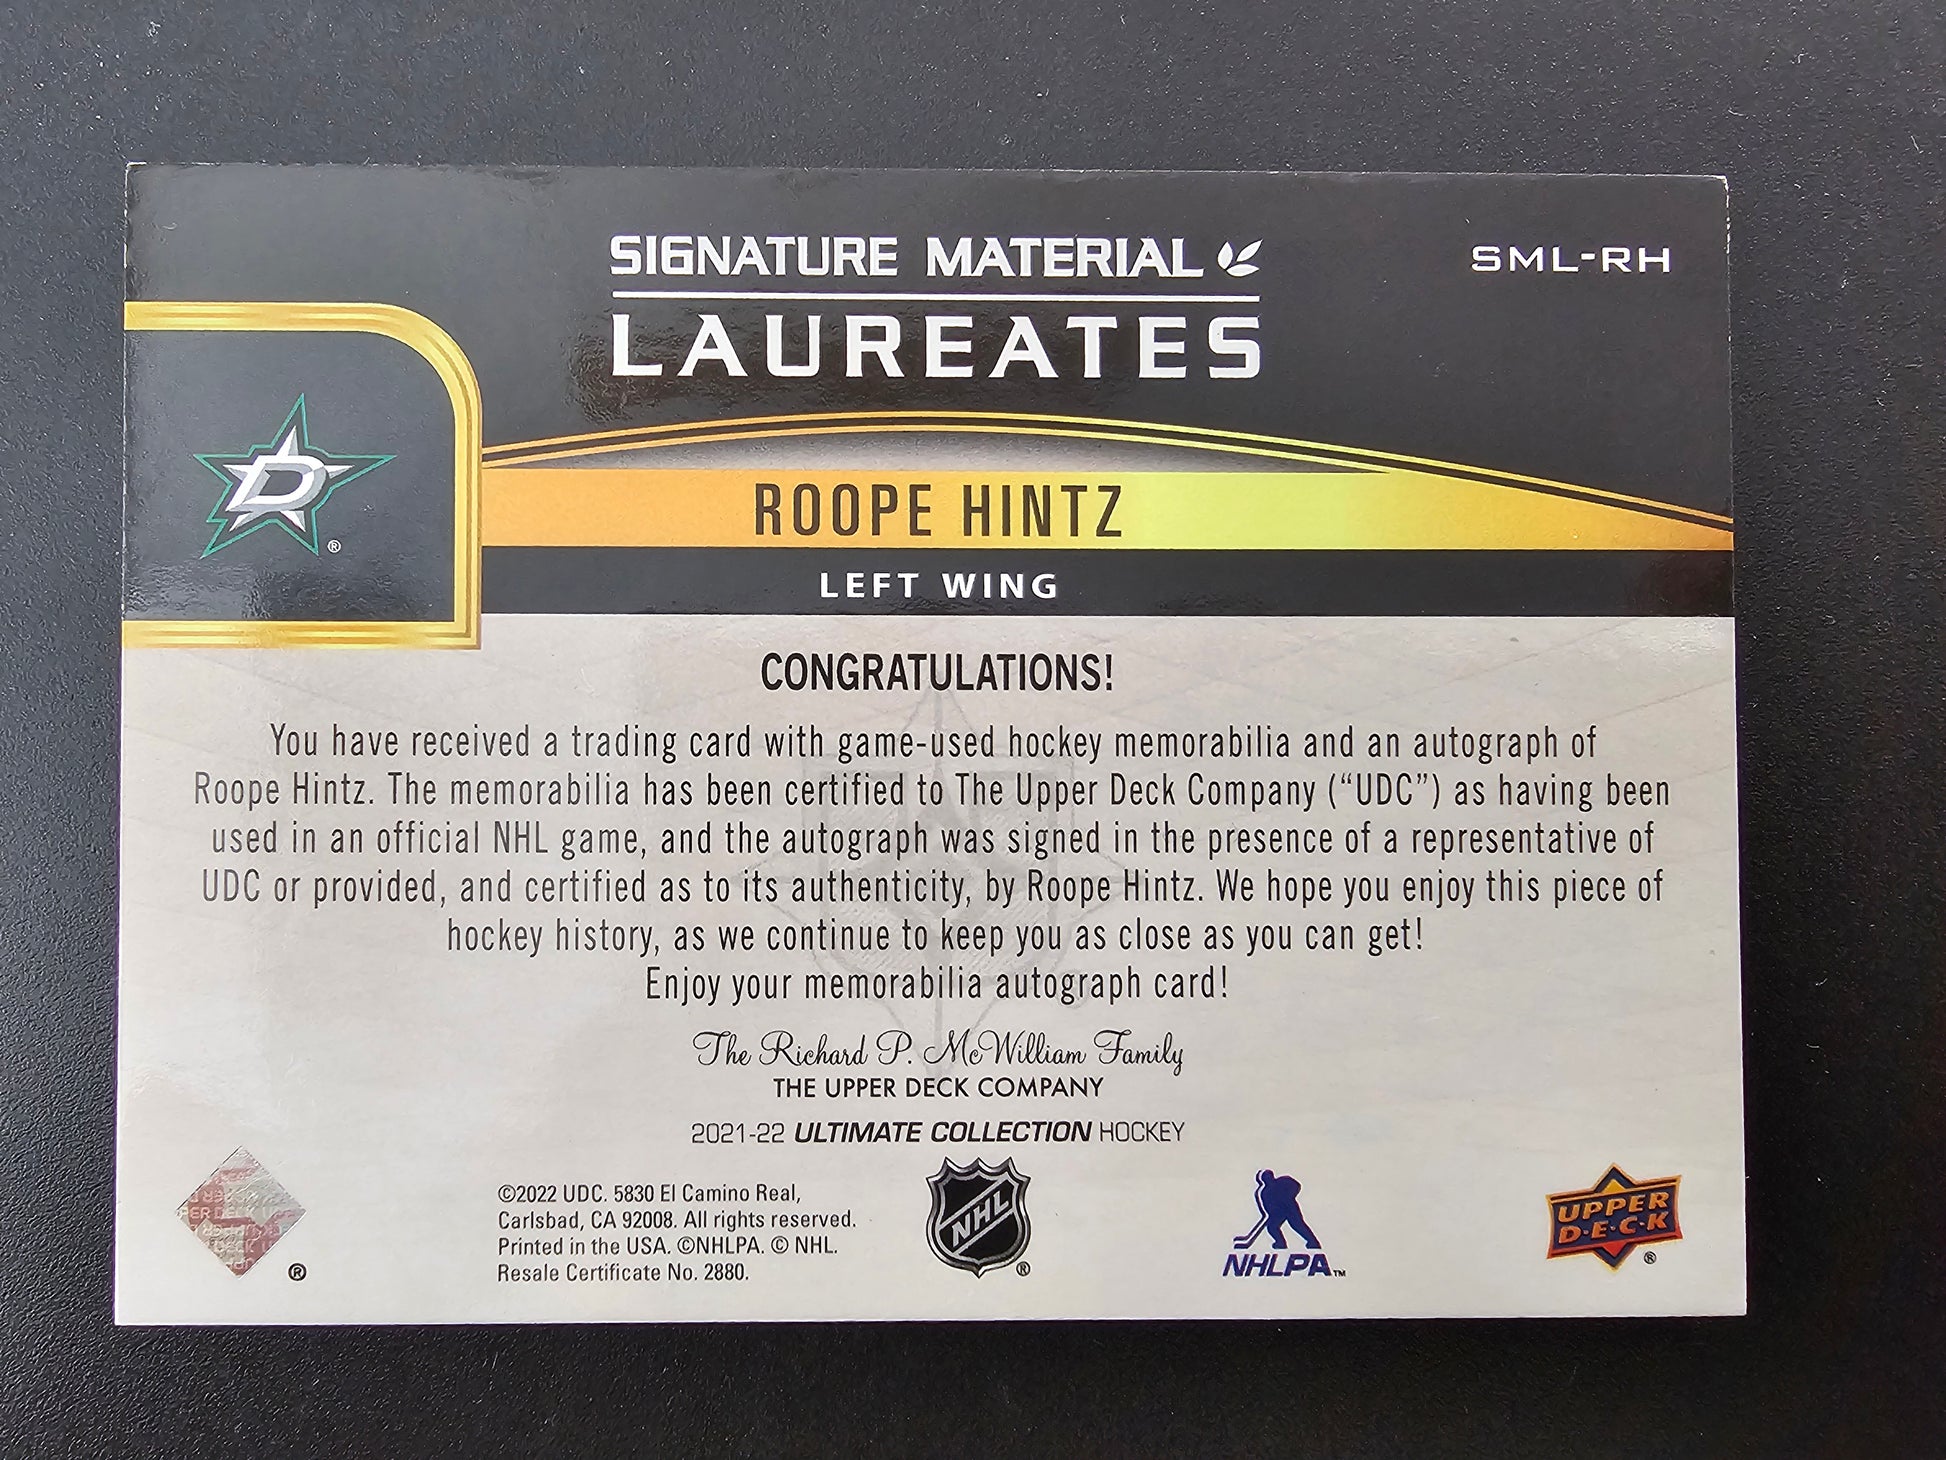 SIGNATURE MATERIAL
LAUREATES
SML-RH
D
®
ROOPE HINTZ
LEFT WING
CONGRATULATIONS!
You have received a trading card with game-used hockey memorabilia and an autograph of
Roope Hintz. The memorabilia has been certified to The Upper Deck Company (“UDC”) as having been
used in an official NHL game, and the autograph was signed in the presence of a representative of
UDC or provided, and certified as to its authenticity, by Roope Hintz. We hope you enjoy this piece of
hockey history, as we continue to keep you as close as you can get!
Enjoy your memorabilia autograph card!
The Richard P. McWilliam Family
THE UPPER DECK COMPANY
2021-22 ULTIMATE COLLECTION HOCKEY
©2022 UDC. 5830 El Camino Real,
Carlsbad, CA 92008. All rights reserved.
Printed in the USA. ©NHLPA. © NHL.
Resale Certificate No. 2880.
®
NHL
®
NHLPA™
UPPER
D·E·C·K
®